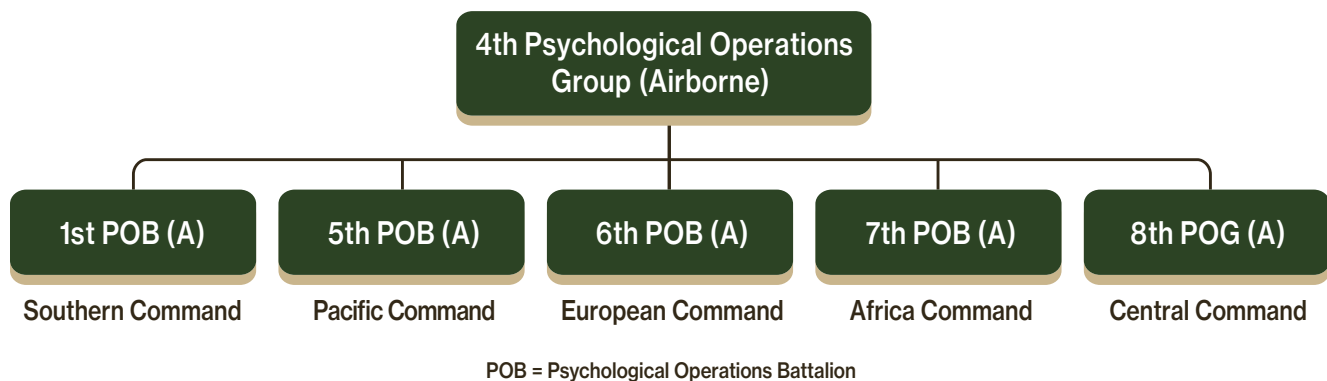 4th Psychological Operations
Group (Airborne)
1st POB (A)
5th POB (A)
6th POB (A)
7th POB (A)
8th POG (A)
Southern Command
Pacific Command
European Command
Africa Command
Central Command
POB = Psychological Operations Battalion